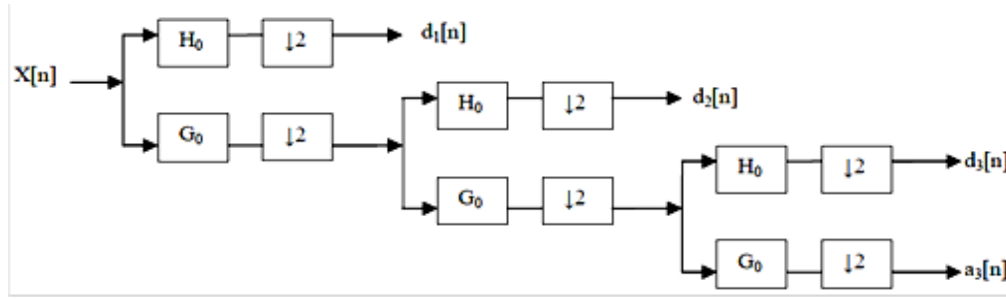 H₀ ↓2 d₁[n]
X[n]
G₀ ↓2
H₀ ↓2 d₂[n]
G₀ ↓2
H₀ ↓2 d₃[n]
G₀ ↓2 a₃[n]